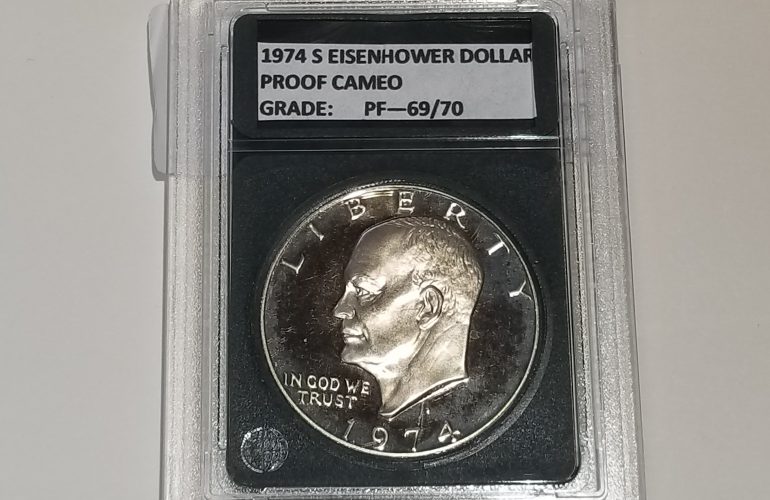 1974 S EISENHOWER DOLLAR
PROOF CAMEO
GRADE: PF—69/70
LIBERTY
IN GOD WE
TRUST
1974